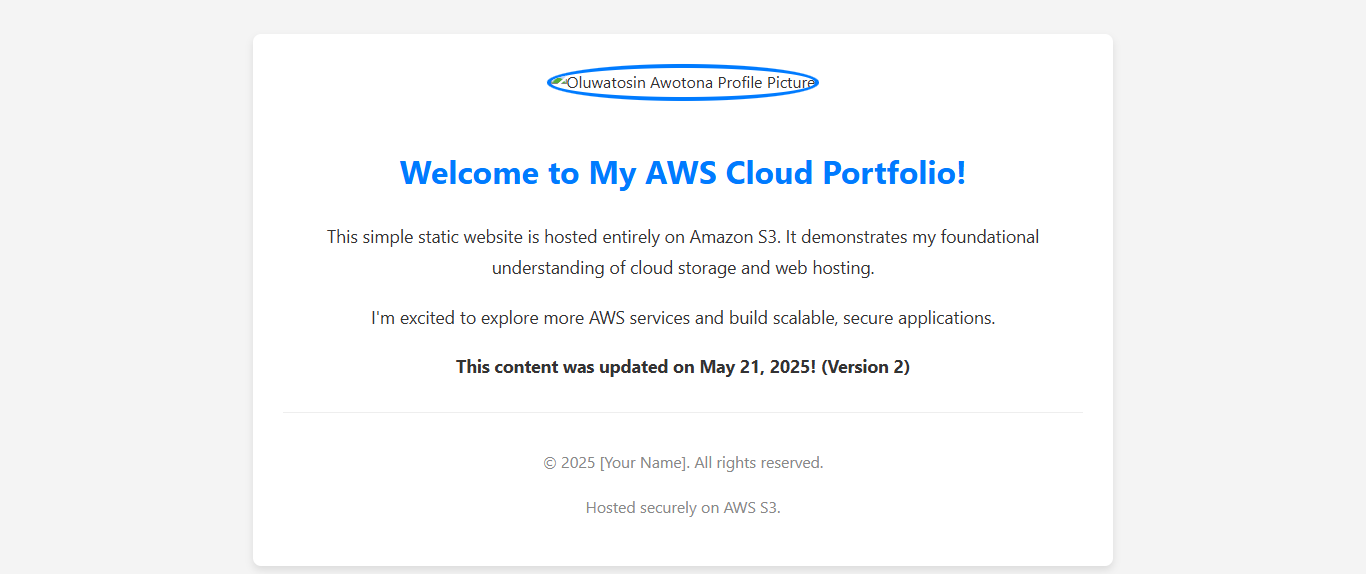 Oluwatosin Awotona Profile Picture
Welcome to My AWS Cloud Portfolio!
This simple static website is hosted entirely on Amazon S3. It demonstrates my foundational
understanding of cloud storage and web hosting.
I'm excited to explore more AWS services and build scalable, secure applications.
This content was updated on May 21, 2025! (Version 2)
© 2025 [Your Name]. All rights reserved.
Hosted securely on AWS S3.